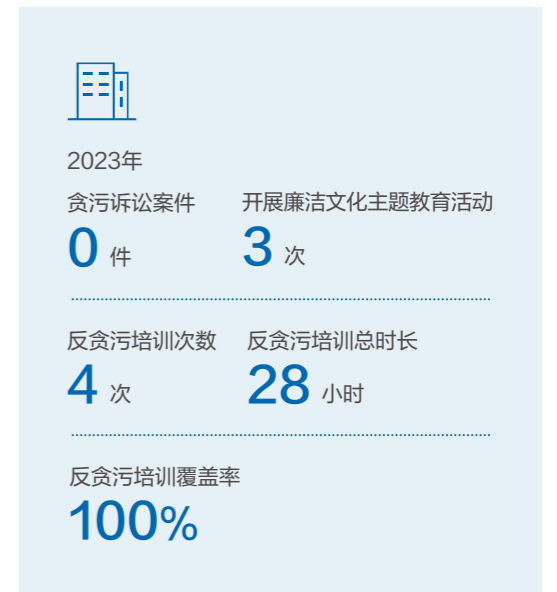 2023年
贪污诉讼案件 开展廉洁文化主题教育活动
0 件 3 次
反贪污培训次数 反贪污培训总时长
4 次 28 小时
反贪污培训覆盖率
100%